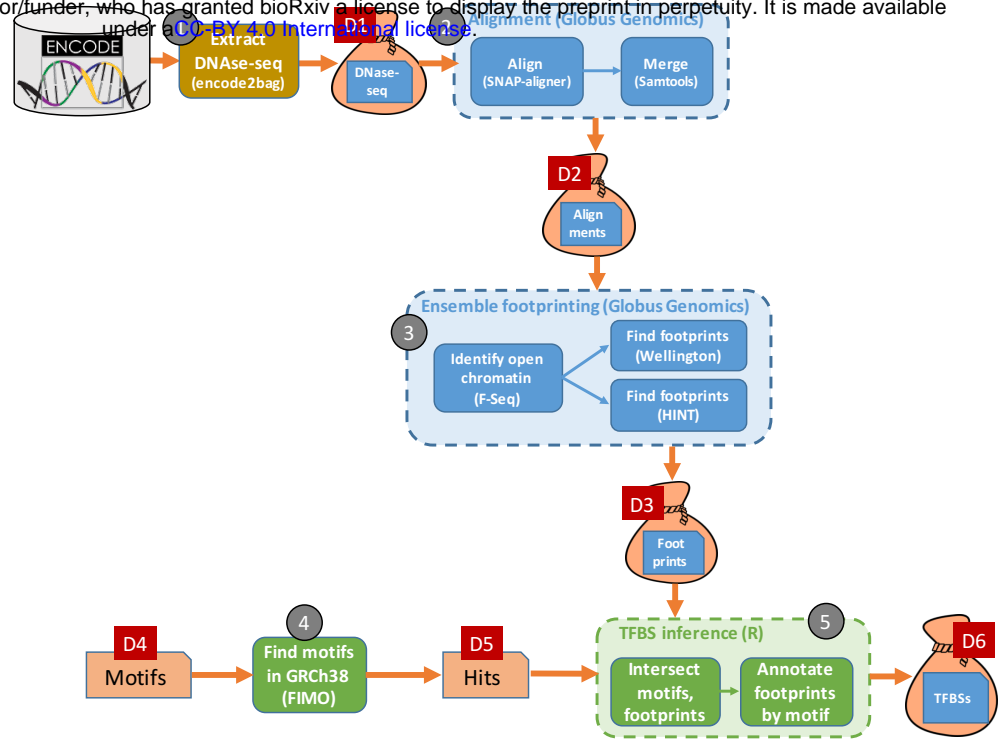 or/funder, who has granted bioRxiv a license to display the preprint in perpetuity. It is made available
under aCC-BY 4.0 International license.
ENCODE
Extract
DNAse-seq
(encode2bag)
D1
DNase-
seq
2
Alignment (Globus Genomics)
Align
(SNAP-aligner)
Merge
(Samtools)
D2
Align
ments
Ensemble footprinting (Globus Genomics)
3
Identify open
chromatin
(F-Seq)
Find footprints
(Wellington)
Find footprints
(HINT)
D3
Foot
prints
D4
Motifs
4
Find motifs
in GRCh38
(FIMO)
D5
Hits
TFBS inference (R)
5
Intersect
motifs,
footprints
Annotate
footprints
by motif
D6
TFBSs